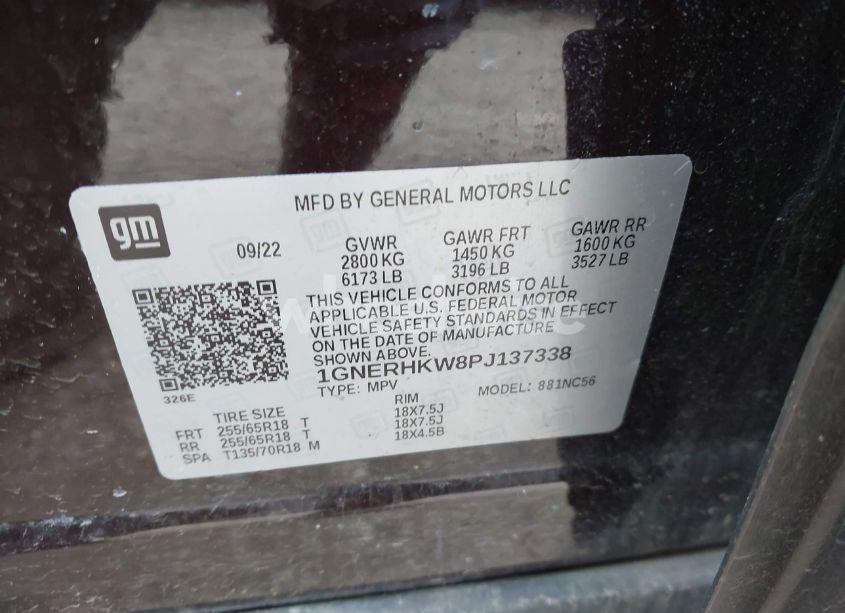 MFD BY GENERAL MOTORS LLC
gm
09/22
GVWR
2800 KG
6173 LB
GAWR FRT
1450 KG
3196 LB
GAWR RR
1600 KG
3527 LB
THIS VEHICLE CONFORMS TO ALL
APPLICABLE U.S. FEDERAL MOTOR
VEHICLE SAFETY STANDARDS IN EFFECT
ON THE DATE OF MANUFACTURE
SHOWN ABOVE.
1GNERHKW8PJ137338
TYPE: MPV
MODEL: 881NC56
326E
TIRE SIZE
RIM
FRT 255/65R18 T 18X7.5J
RR 255/65R18 T 18X7.5J
SPA T135/70R18 M 18X4.5B